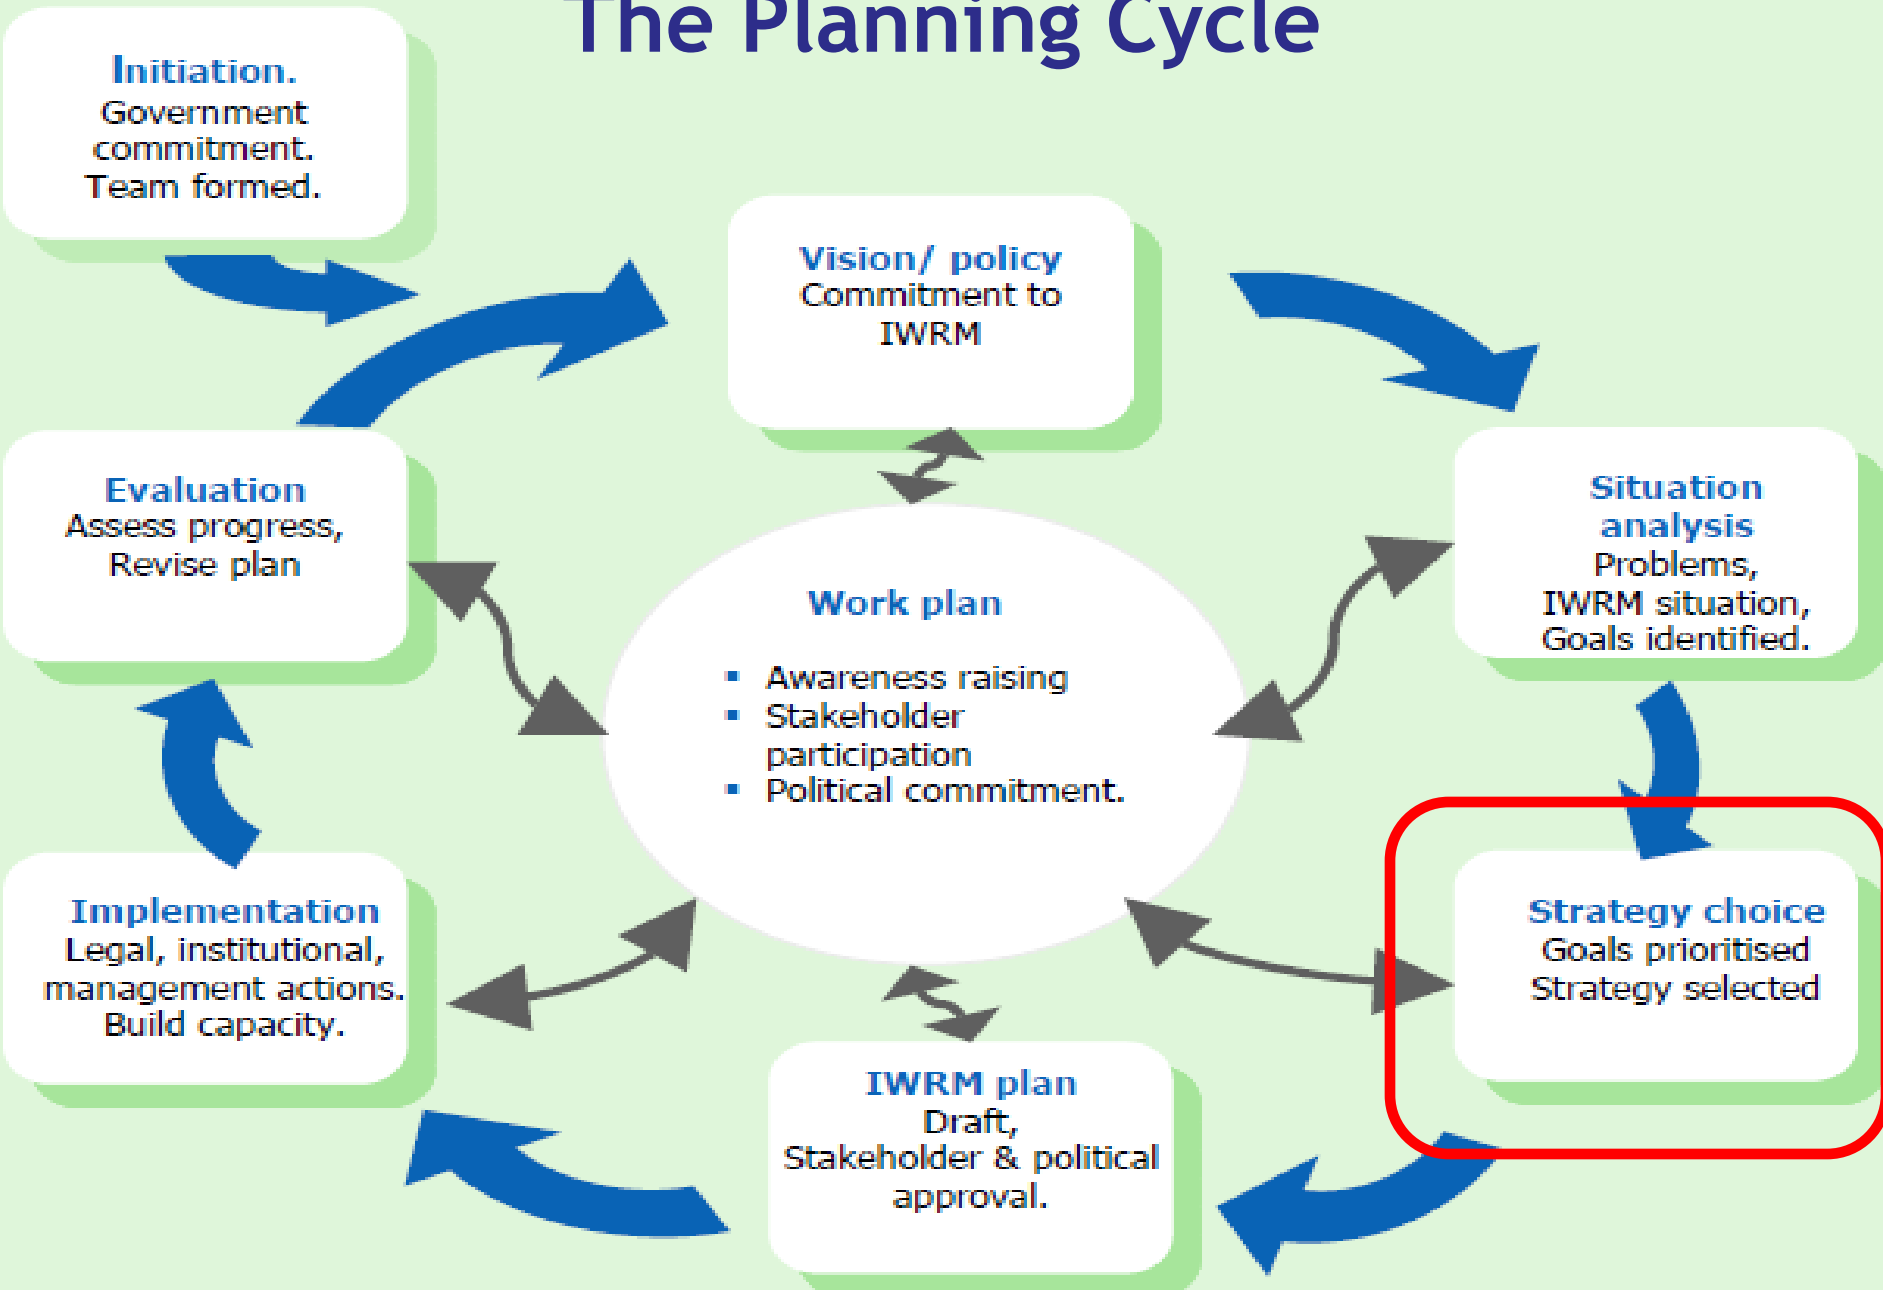 The Planning Cycle
Initiation.
Government
commitment.
Team formed.
Vision/ policy
Commitment to
IWRM
Evaluation
Assess progress,
Revise plan
Situation
analysis
Problems,
IWRM situation,
Goals identified.
Work plan
▪ Awareness raising
▪ Stakeholder
participation
▪ Political commitment.
Implementation
Legal, institutional,
management actions.
Build capacity.
Strategy choice
Goals prioritised
Strategy selected
IWRM plan
Draft,
Stakeholder & political
approval.